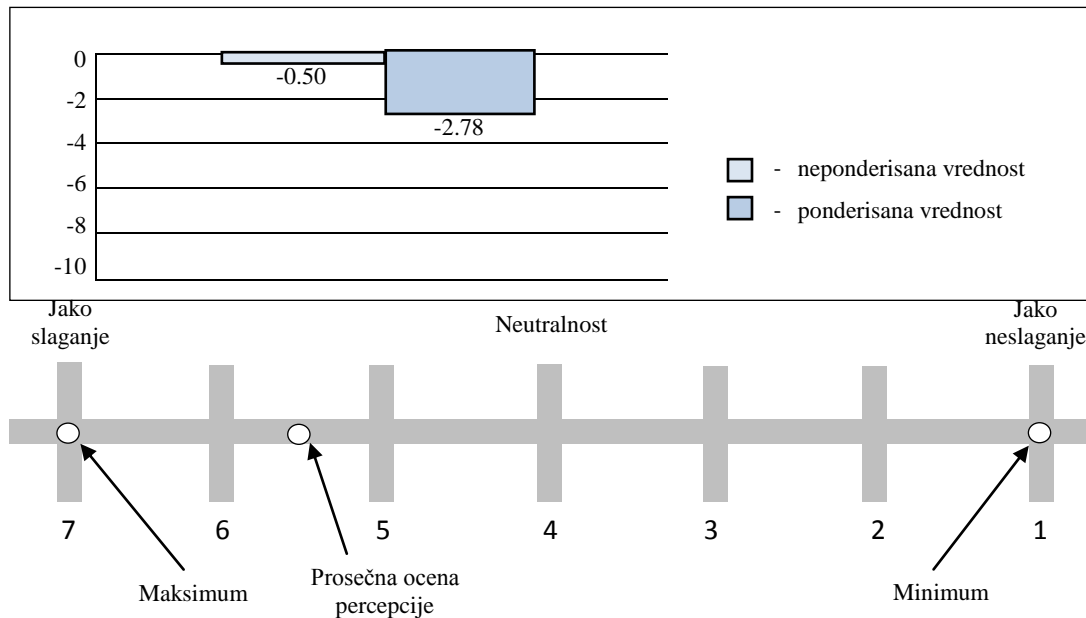 0
-2
-4
-6
-8
-10
-0.50
-2.78
- neponderisana vrednost
- ponderisana vrednost
Jako
slaganje
Neutralnost
Jako
neslaganje
7 6 5 4 3 2 1
Maksimum
Prosečna ocena
percepcije
Minimum